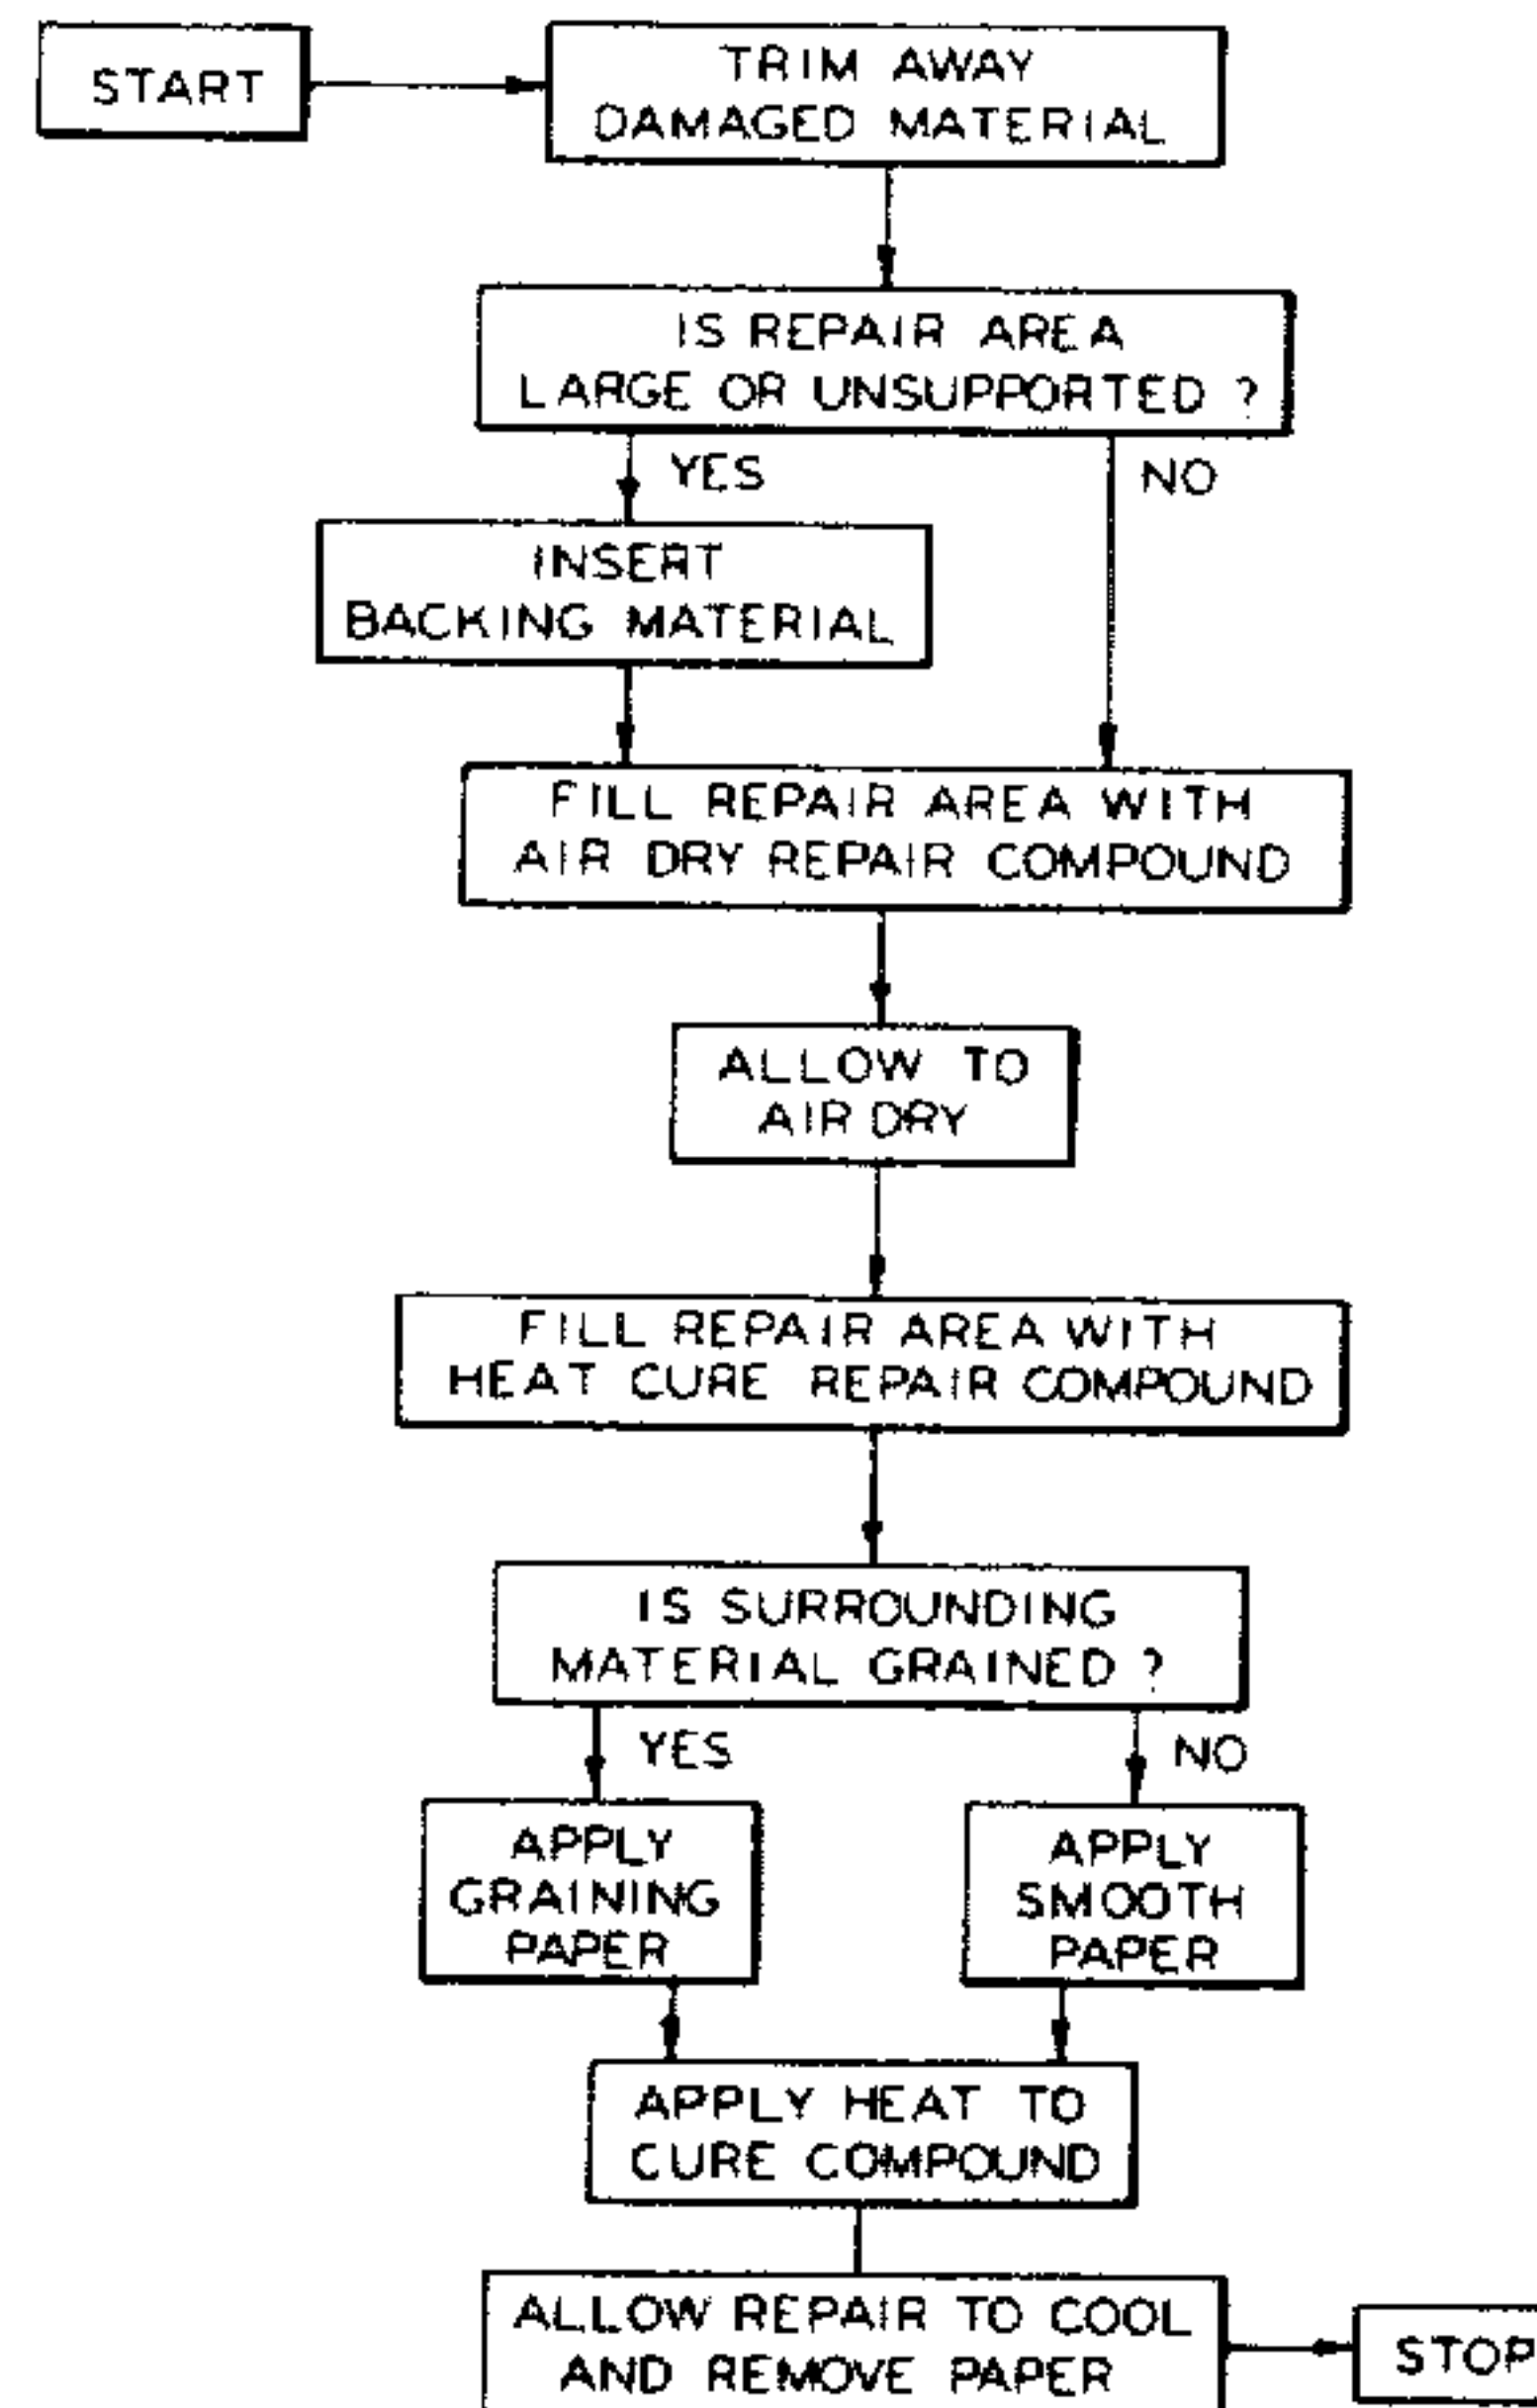 START
TRIM AWAY
DAMAGED MATERIAL
IS REPAIR AREA
LARGE OR UNSUPPORTED ?
YES
NO
INSERT
BACKING MATERIAL
FILL REPAIR AREA WITH
AIR DRY REPAIR COMPOUND
ALLOW TO
AIR DRY
FILL REPAIR AREA WITH
HEAT CURE REPAIR COMPOUND
IS SURROUNDING
MATERIAL GRAINED ?
YES
NO
APPLY
GRAINING
PAPER
APPLY
SMOOTH
PAPER
APPLY HEAT TO
CURE COMPOUND
ALLOW REPAIR TO COOL
AND REMOVE PAPER
STOP